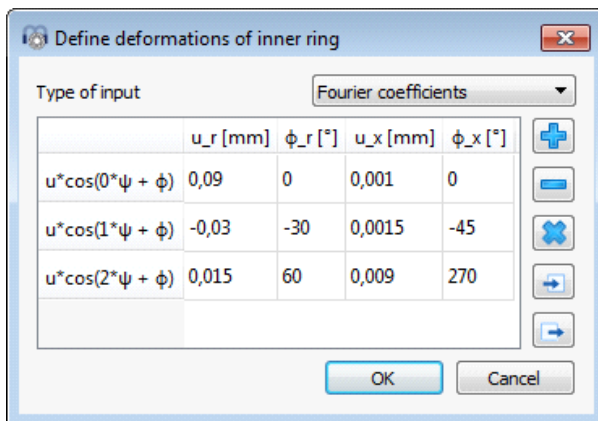 Define deformations of inner ring
Type of input Fourier coefficients
u_r [mm] ϕ_r [°] u_x [mm] ϕ_x [°]
u*cos(0*ψ + ϕ) 0,09 0 0,001 0
u*cos(1*ψ + ϕ) -0,03 -30 0,0015 -45
u*cos(2*ψ + ϕ) 0,015 60 0,009 270
OK Cancel